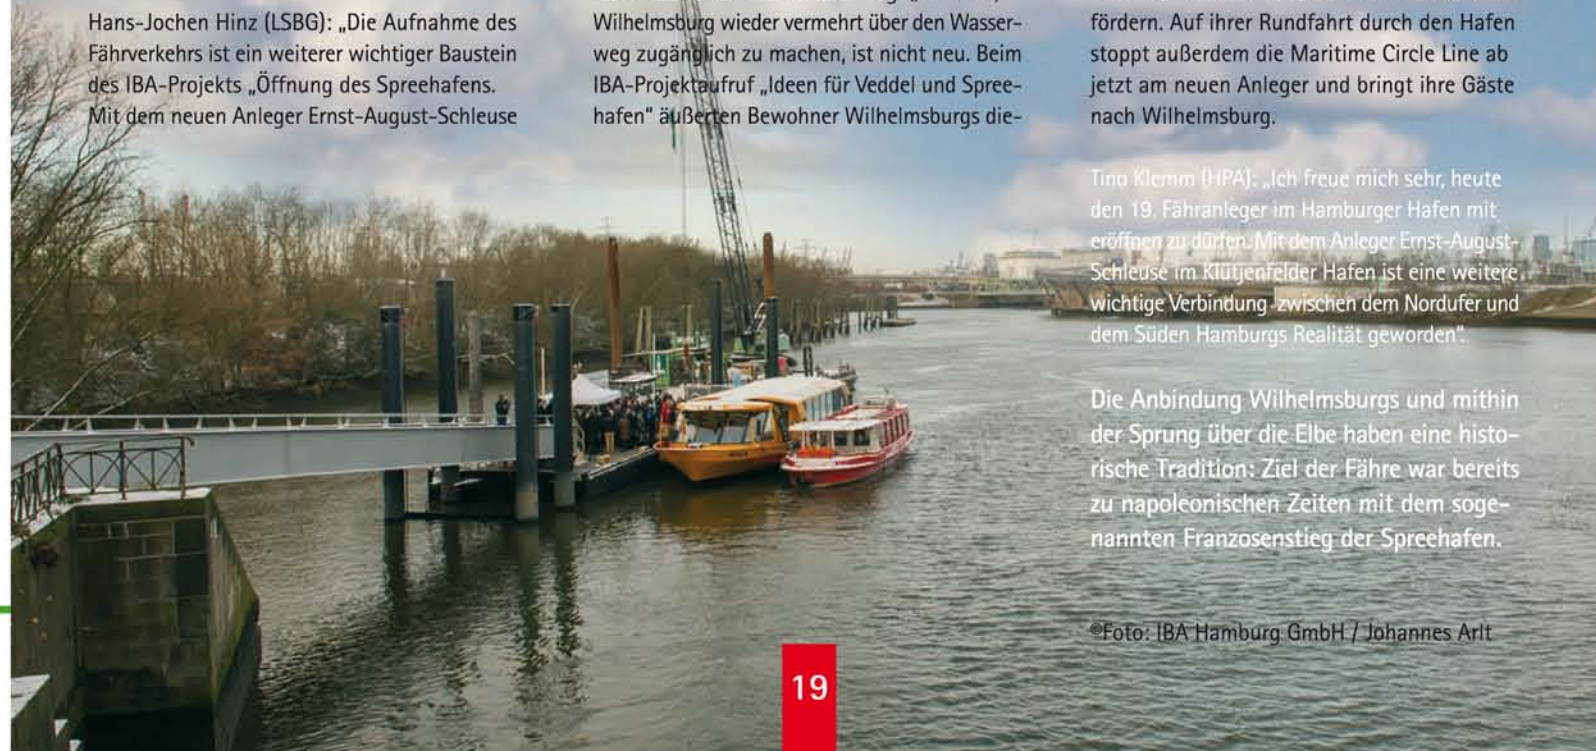 Hans-Jochen Hinz (LSBG): „Die Aufnahme des
Fährverkehrs ist ein weiterer wichtiger Baustein
des IBA-Projekts „Öffnung des Spreehafens.
Mit dem neuen Anleger Ernst-August-Schleuse
Wilhelmsburg wieder vermehrt über den Wasser-
weg zugänglich zu machen, ist nicht neu. Beim
IBA-Projektaufruf „Ideen für Veddel und Spree-
hafen“ äußerten Bewohner Wilhelmsburgs die-
fördern. Auf ihrer Rundfahrt durch den Hafen
stoppt außerdem die Maritime Circle Line ab
jetzt am neuen Anleger und bringt ihre Gäste
nach Wilhelmsburg.
Tino Klemm (HPA): „Ich freue mich sehr, heute
den 19. Fähranleger im Hamburger Hafen mit
eröffnen zu dürfen. Mit dem Anleger Ernst-August-
Schleuse im Klütjenfelder Hafen ist eine weitere
wichtige Verbindung zwischen dem Nordufer und
dem Süden Hamburgs Realität geworden“.
Die Anbindung Wilhelmsburgs und mithin
der Sprung über die Elbe haben eine histo-
rische Tradition: Ziel der Fähre war bereits
zu napoleonischen Zeiten mit dem soge-
nannten Franzosenstieg der Spreehafen.
©Foto: IBA Hamburg GmbH / Johannes Arlt
19